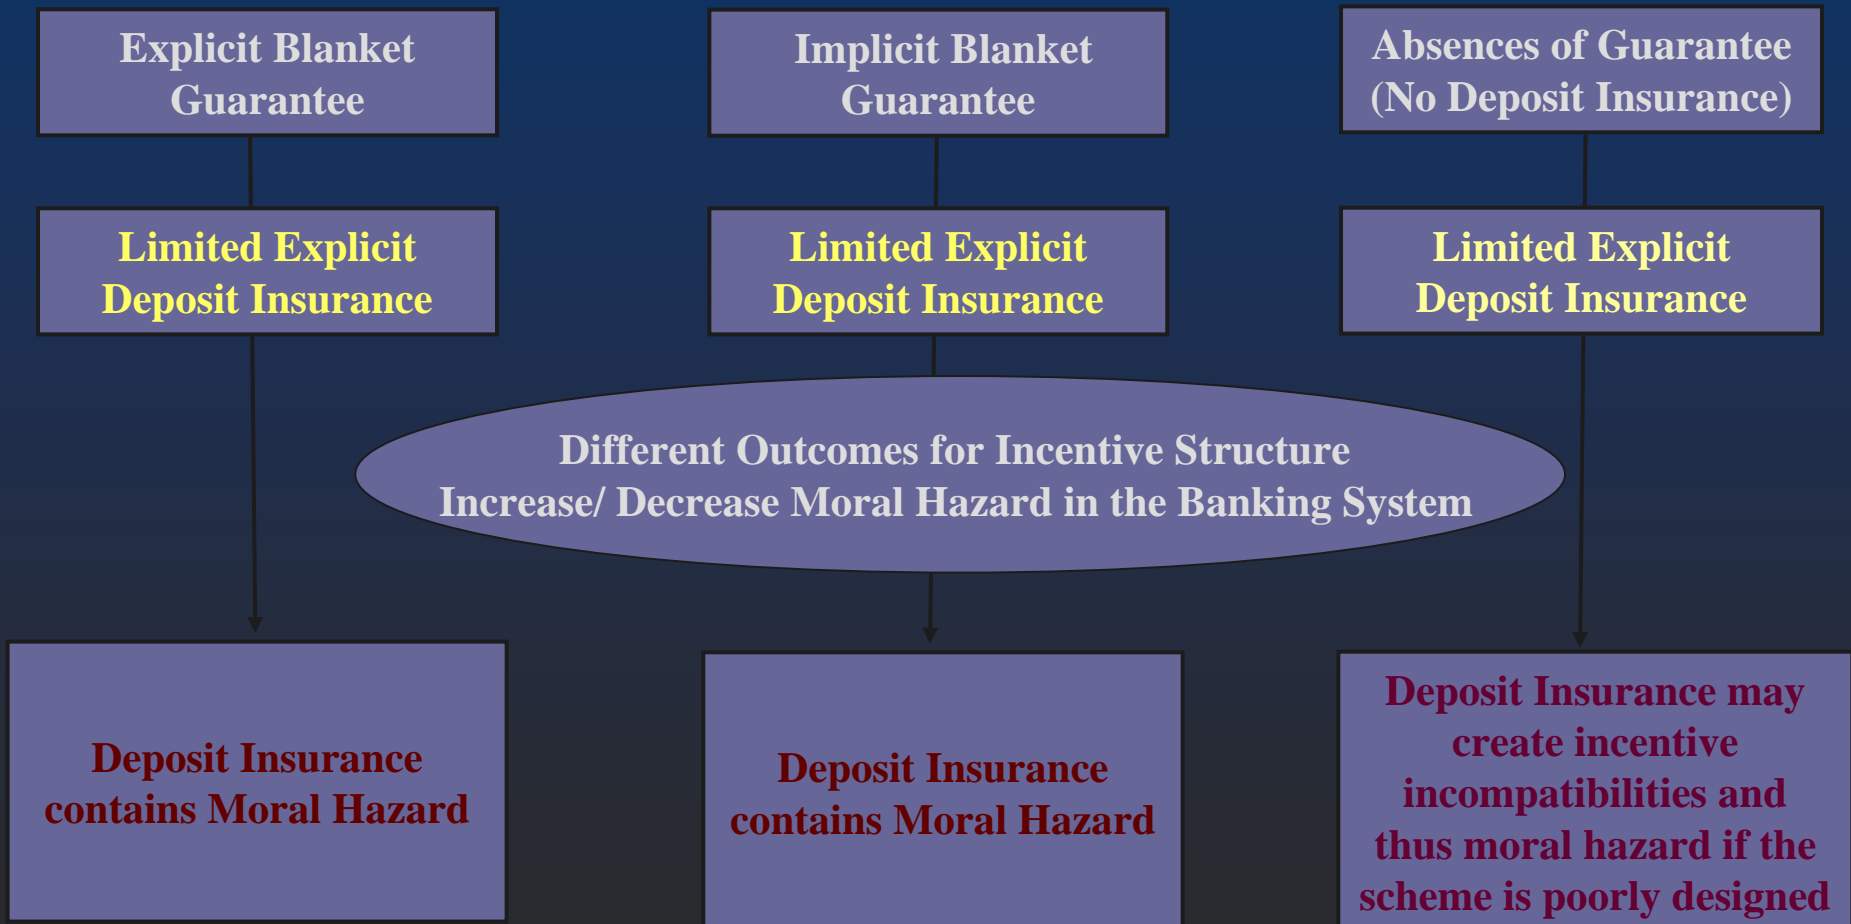 Explicit Blanket
Guarantee
Implicit Blanket
Guarantee
Absences of Guarantee
(No Deposit Insurance)
Limited Explicit
Deposit Insurance
Limited Explicit
Deposit Insurance
Limited Explicit
Deposit Insurance
Different Outcomes for Incentive Structure
Increase/ Decrease Moral Hazard in the Banking System
Deposit Insurance
contains Moral Hazard
Deposit Insurance
contains Moral Hazard
Deposit Insurance may
create incentive
incompatibilities and
thus moral hazard if the
scheme is poorly designed